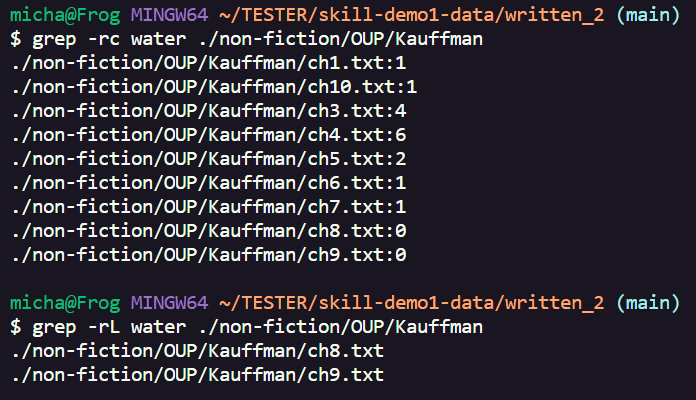 micha@Frog MINGW64 ~/TESTER/skill-demo1-data/written_2 (main)
$ grep -rc water ./non-fiction/OUP/Kauffman
./non-fiction/OUP/Kauffman/ch1.txt:1
./non-fiction/OUP/Kauffman/ch10.txt:1
./non-fiction/OUP/Kauffman/ch3.txt:4
./non-fiction/OUP/Kauffman/ch4.txt:6
./non-fiction/OUP/Kauffman/ch5.txt:2
./non-fiction/OUP/Kauffman/ch6.txt:1
./non-fiction/OUP/Kauffman/ch7.txt:1
./non-fiction/OUP/Kauffman/ch8.txt:0
./non-fiction/OUP/Kauffman/ch9.txt:0
micha@Frog MINGW64 ~/TESTER/skill-demo1-data/written_2 (main)
$ grep -rL water ./non-fiction/OUP/Kauffman
./non-fiction/OUP/Kauffman/ch8.txt
./non-fiction/OUP/Kauffman/ch9.txt